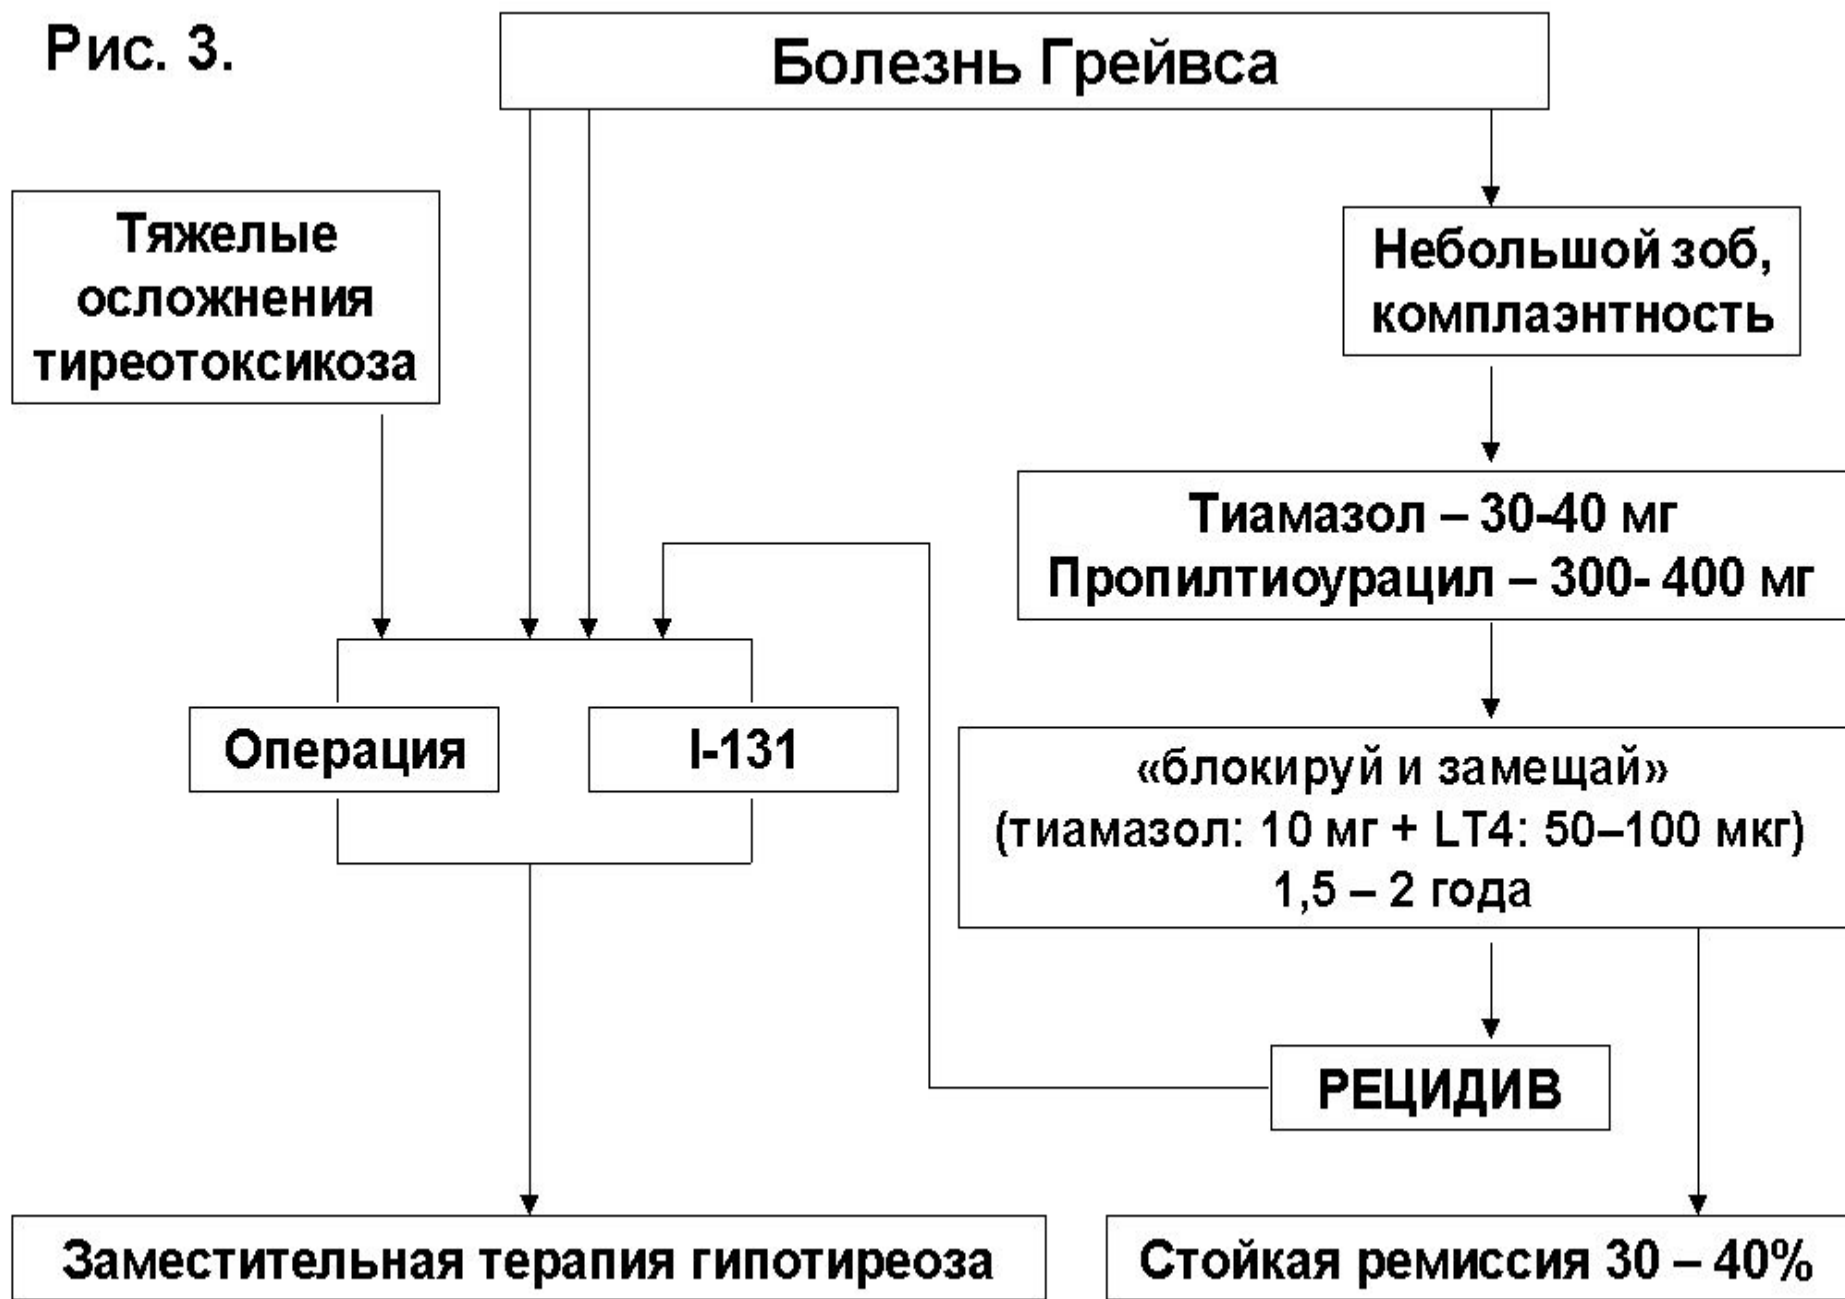 Рис. 3.
Болезнь Грейвса
Тяжелые
осложнения
тиреотоксикоза
Небольшой зоб,
комплаэнтность
Тиамазол – 30-40 мг
Пропилтиоурацил – 300- 400 мг
Операция
I-131
«блокируй и замещай»
(тиамазол: 10 мг + LT4: 50–100 мкг)
1,5 – 2 года
РЕЦИДИВ
Заместительная терапия гипотиреоза
Стойкая ремиссия 30 – 40%